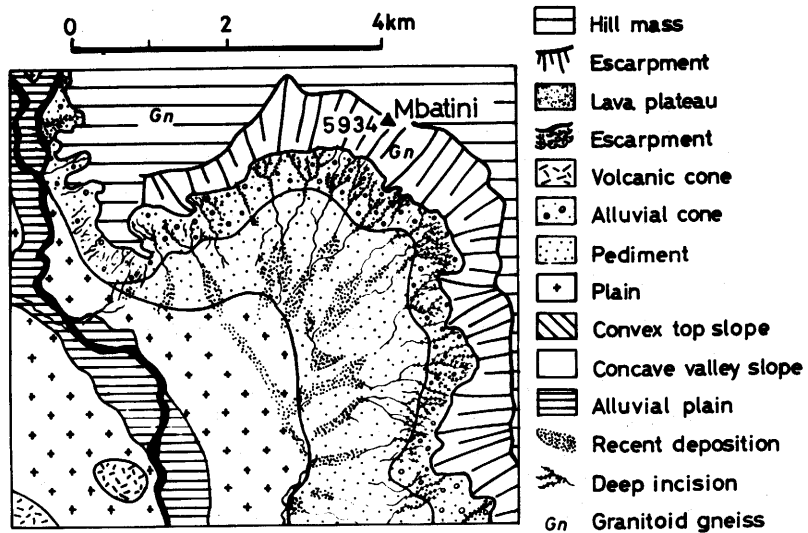 0 2 4km
Gn
Mbatini
5934
Gn
Hill mass
Escarpment
Lava plateau
Escarpment
Volcanic cone
Alluvial cone
Pediment
Plain
Convex top slope
Concave valley slope
Alluvial plain
Recent deposition
Deep incision
Gn Granitoid gneiss